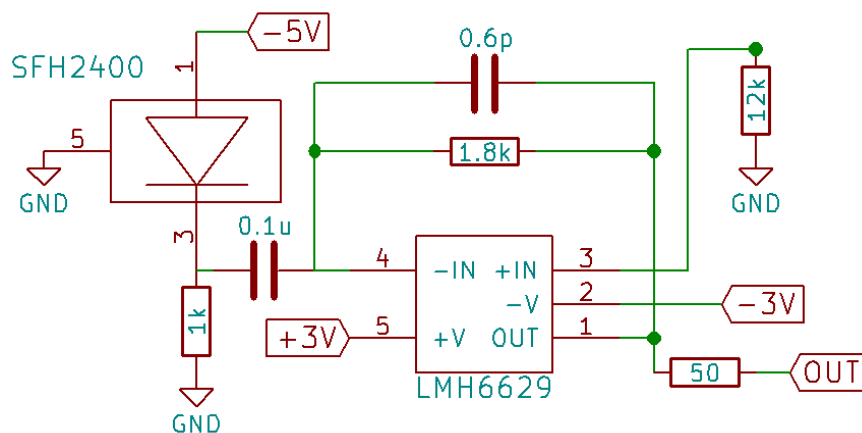 -5V
0.6p
SFH2400
1
12k
5
1.8k
GND
GND
3
0.1u
4
-IN
+IN
3
-V
2
-3V
1k
+3V
5
+V
OUT
1
50
OUT
LMH6629
GND